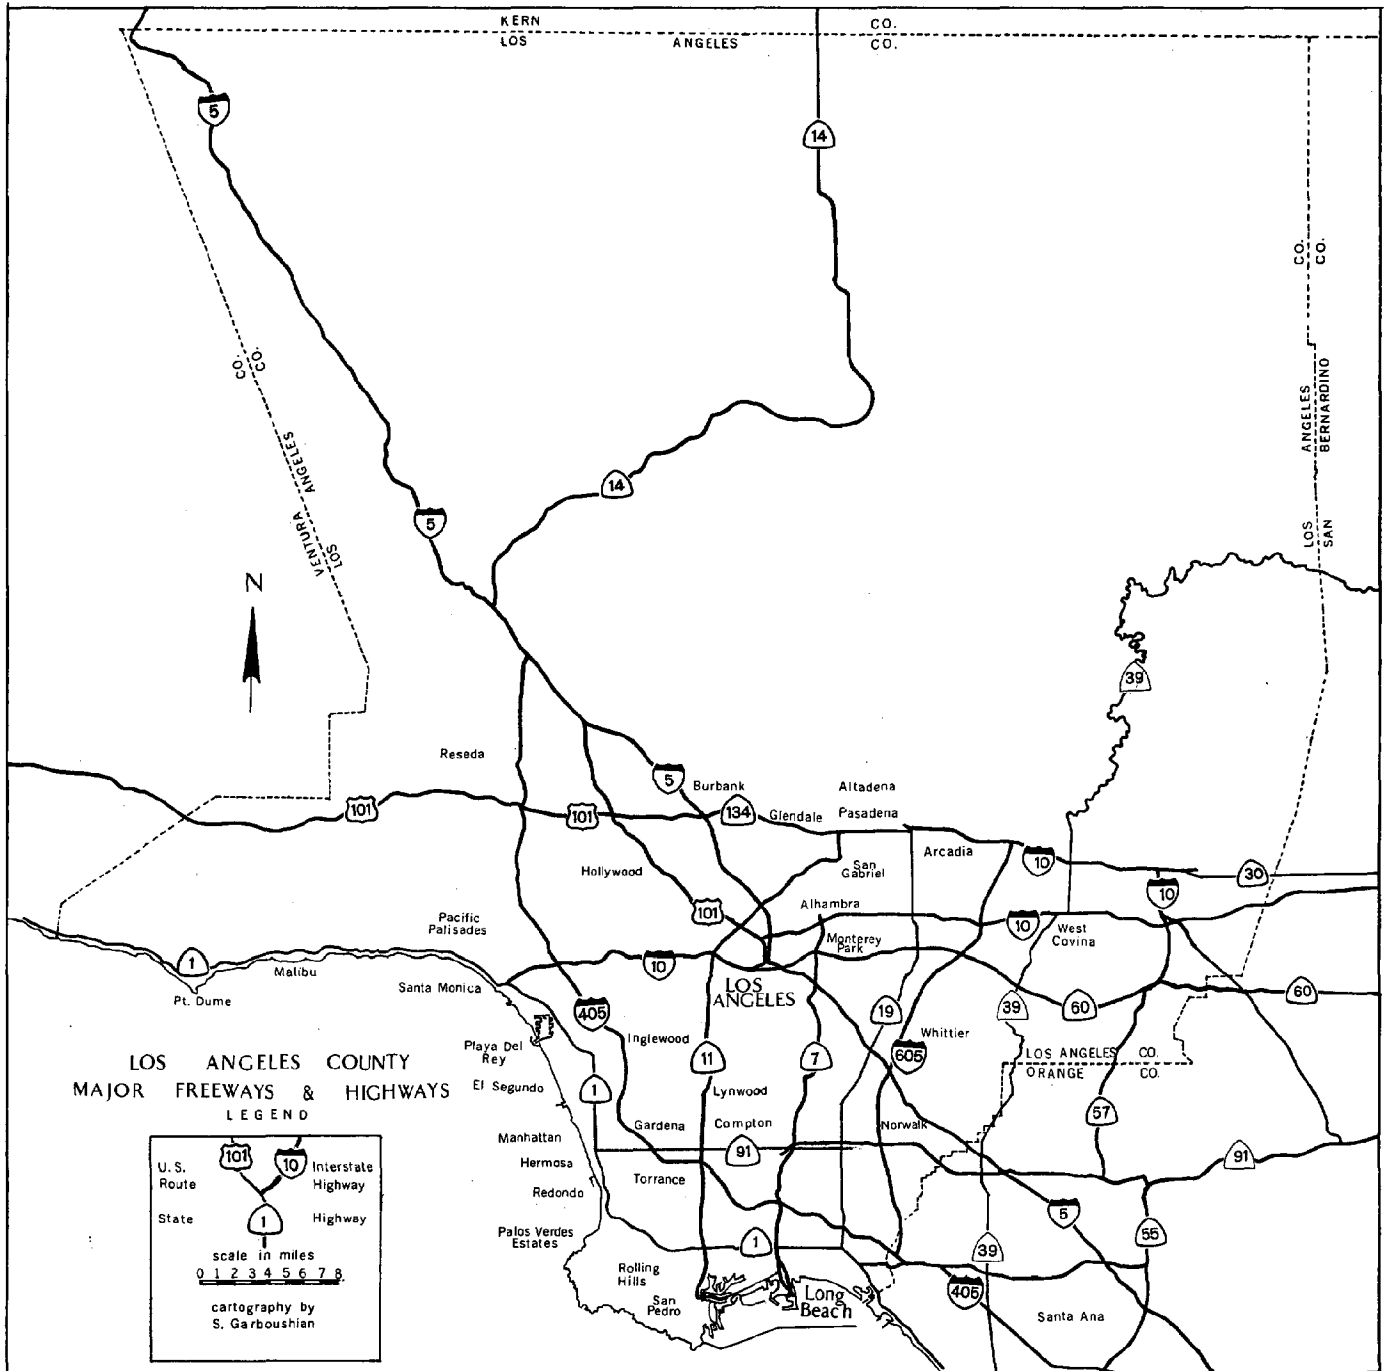 KERN CO.
LOS ANGELES CO.
5
14
CO.
CO.
CO.
CO.
ANGELES
BERNARDINO
VENTURA ANGELES
LOS
LOS
SAN
14
5
N
39
Reseda
5
Burbank
Altadena
101
101
134
Glendale
Pasadena
Arcadia
10
Hollywood
San
Gabriel
30
10
Alhambra
101
Pacific
Palisades
10
West
Covina
Monterey
Park
1
Malibu
10
Pt. Dume
Santa Monica
LOS
ANGELES
39
60
60
405
19
Inglewood
Whittier
Playa Del
Rey
11
7
605
LOS ANGELES CO.
ORANGE CO.
LOS ANGELES COUNTY
MAJOR FREEWAYS & HIGHWAYS
LEGEND
El Segundo
1
Lynwood
57
Manhattan
Gardena
Compton
Norwalk
91
91
Hermosa
Torrance
Redondo
5
Palos Verdes
Estates
1
39
55
Rolling
Hills
San
Pedro
Long
Beach
405
Santa Ana
101
10
U.S.
Route
Interstate
Highway
State
1
Highway
scale in miles
0 1 2 3 4 5 6 7 8
cartography by
S. Garboushian